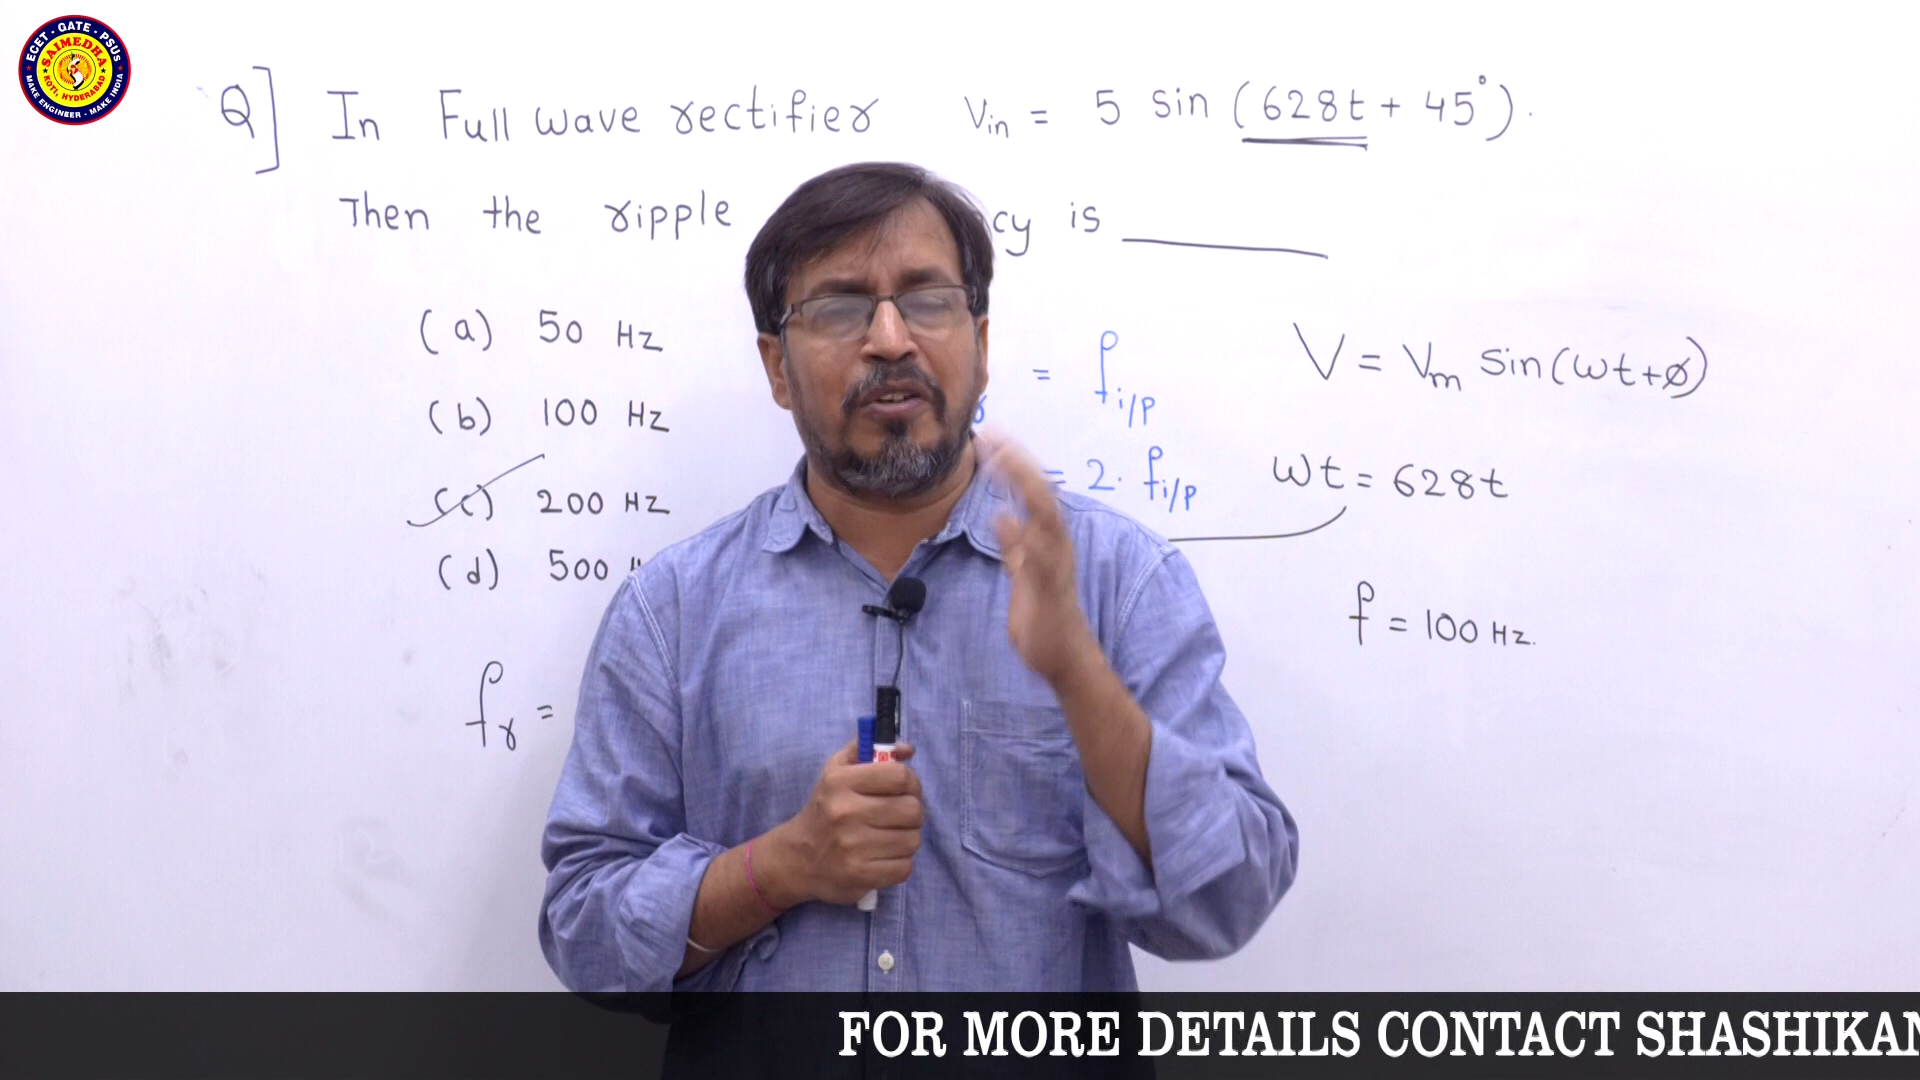 ECET - GATE - PSUS
SAIMEDHA
KOTI, HYDERABAD
MAKE ENGINEER - MAKE INDIA
Q] In Full wave rectifier Vin = 5 sin (628t + 45°).
Then the ripple cy is
(a) 50 Hz
(b) 100 Hz
(c) 200 Hz
(d) 500
= fi/p
= 2. fi/p
V = Vm sin(ωt+ø)
ωt = 628t
f = 100 Hz.
fr =
FOR MORE DETAILS CONTACT SHASHIKAN